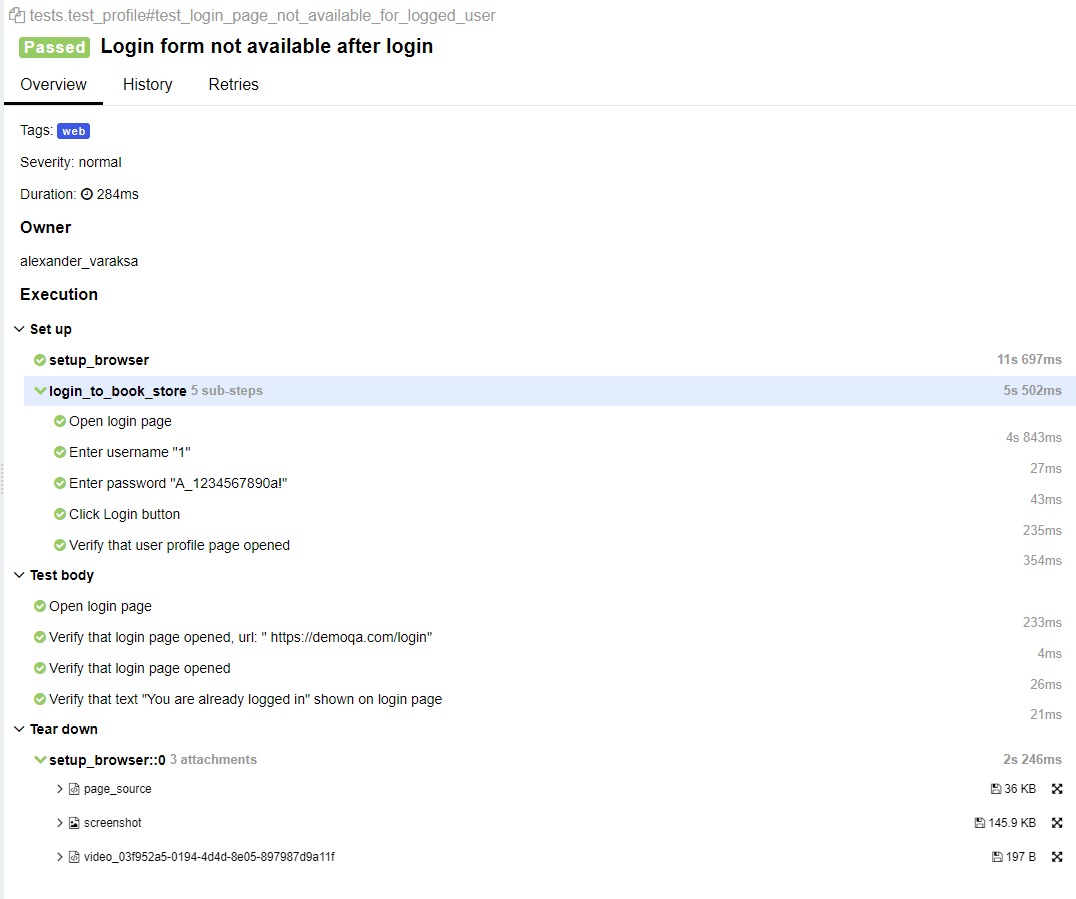 tests.test_profile#test_login_page_not_available_for_logged_user
Passed Login form not available after login
Overview History Retries
Tags: web
Severity: normal
Duration: 284ms
Owner
alexander_varaksa
Execution
Set up
setup_browser 11s 697ms
login_to_book_store 5 sub-steps 5s 502ms
Open login page
4s 843ms
Enter username "1"
27ms
Enter password "A_1234567890a!"
43ms
Click Login button
235ms
Verify that user profile page opened
354ms
Test body
Open login page
233ms
Verify that login page opened, url: " https://demoqa.com/login"
4ms
Verify that login page opened
26ms
Verify that text "You are already logged in" shown on login page
21ms
Tear down
setup_browser::0 3 attachments 2s 246ms
page_source 36 KB
screenshot 145.9 KB
video_03f952a5-0194-4d4d-8e05-897987d9a11f 197 B